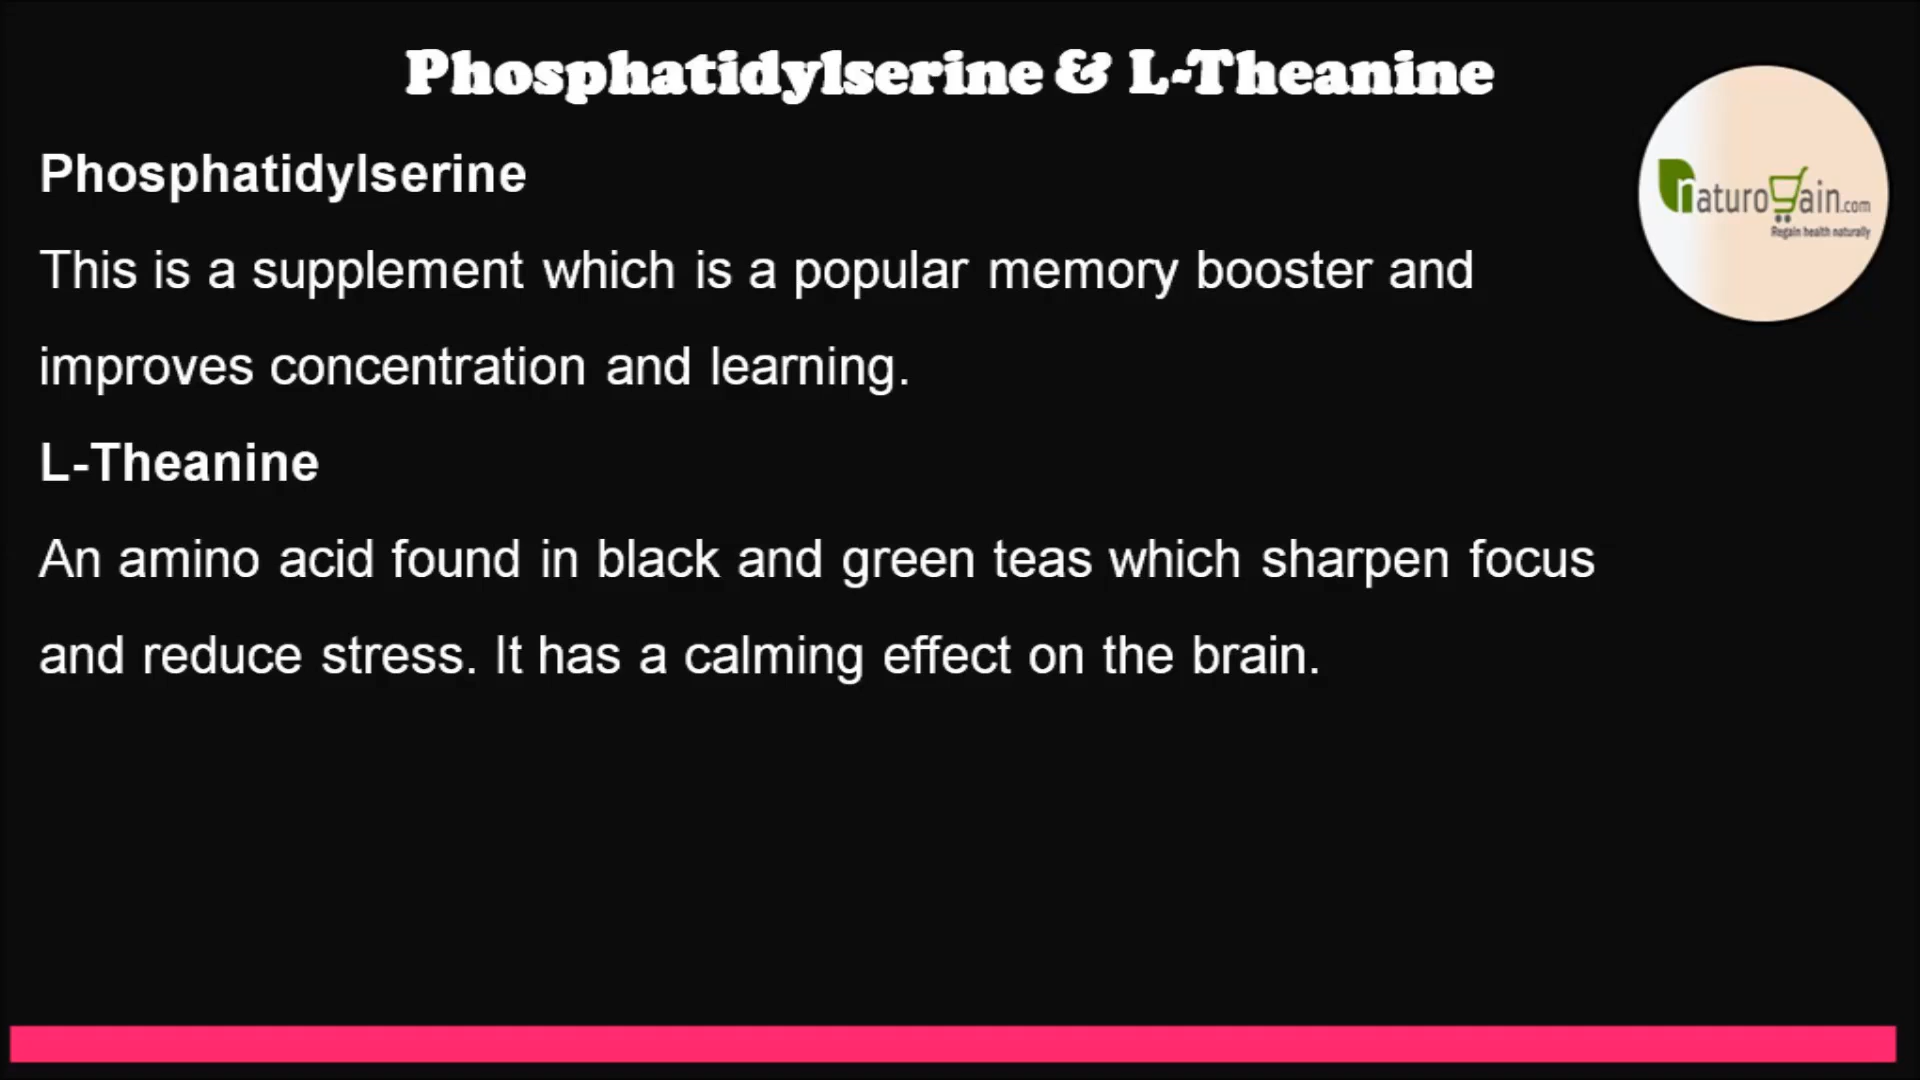 Phosphatidylserine & L-Theanine
naturogain.com
Regain health naturally
Phosphatidylserine
This is a supplement which is a popular memory booster and
improves concentration and learning.
L-Theanine
An amino acid found in black and green teas which sharpen focus
and reduce stress. It has a calming effect on the brain.